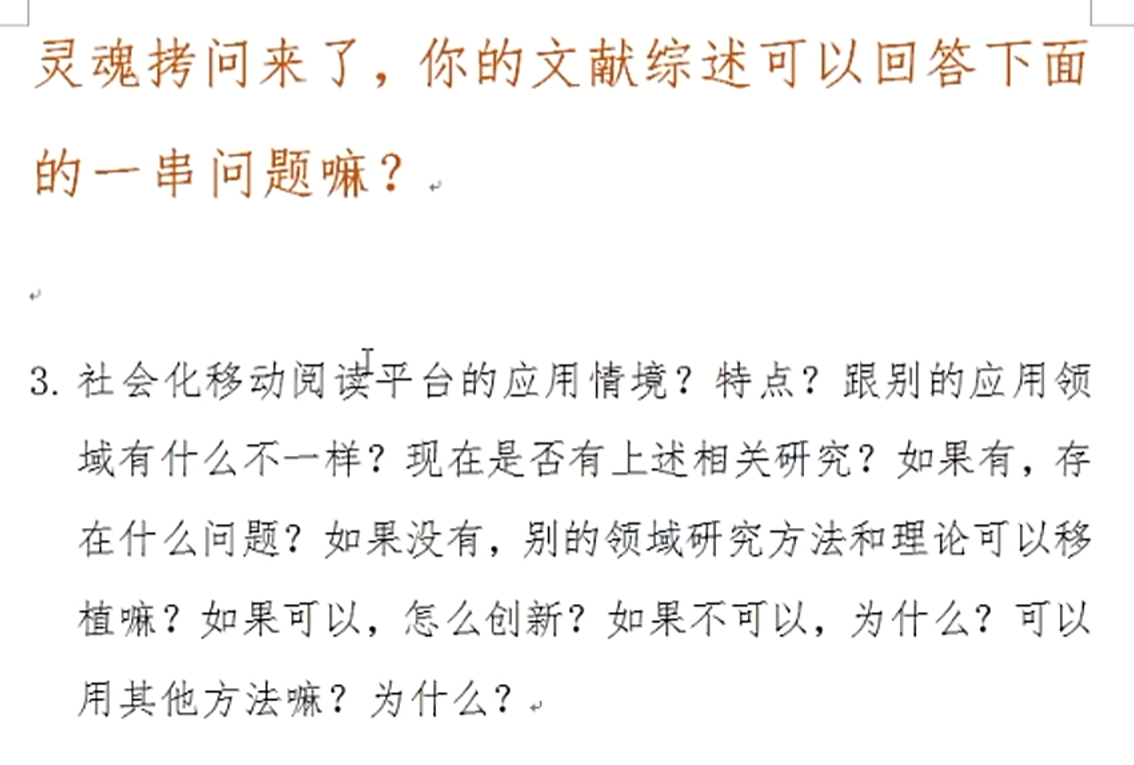 灵魂拷问来了，你的文献综述可以回答下面
的一串问题嘛？
3. 社会化移动阅读平台的应用情境？特点？跟别的应用领
域有什么不一样？现在是否有上述相关研究？如果有，存
在什么问题？如果没有，别的领域研究方法和理论可以移
植嘛？如果可以，怎么创新？如果不可以，为什么？可以
用其他方法嘛？为什么？